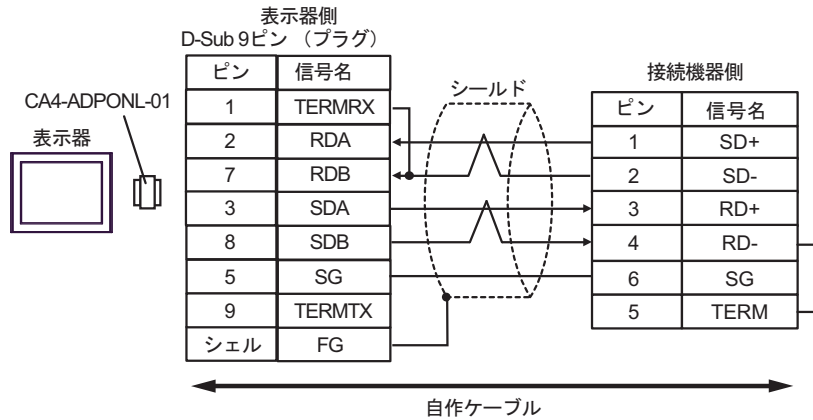 表示器側
D-Sub 9ピン （プラグ）
CA4-ADPONL-01
表示器
ピン 信号名
1 TERMRX
2 RDA
7 RDB
3 SDA
8 SDB
5 SG
9 TERMTX
シェル FG
シールド
接続機器側
ピン 信号名
1 SD+
2 SD-
3 RD+
4 RD-
6 SG
5 TERM
自作ケーブル